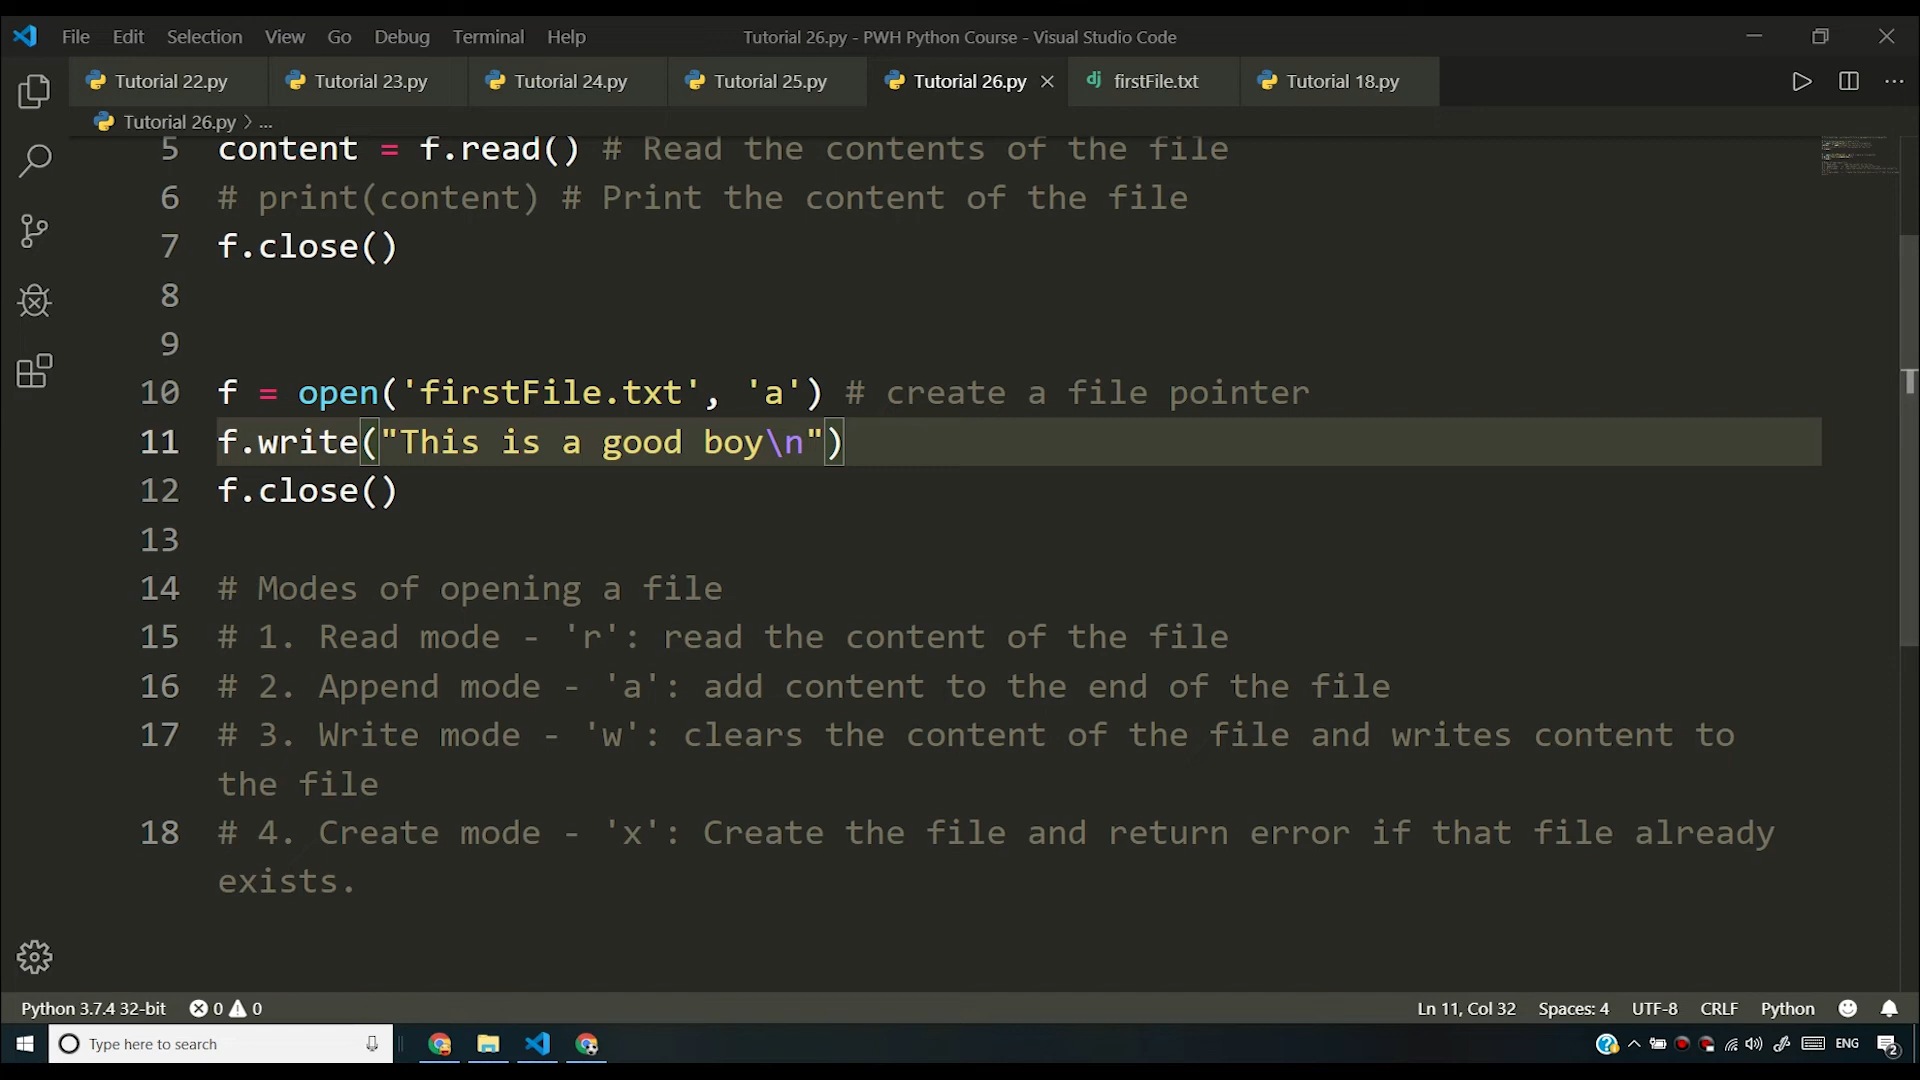 File Edit Selection View Go Debug Terminal Help Tutorial 26.py - PWH Python Course - Visual Studio Code
Tutorial 22.py Tutorial 23.py Tutorial 24.py Tutorial 25.py Tutorial 26.py firstFile.txt Tutorial 18.py
Tutorial 26.py > ...
5 content = f.read() # Read the contents of the file
6 # print(content) # Print the content of the file
7 f.close()
8
9
10 f = open('firstFile.txt', 'a') # create a file pointer
11 f.write("This is a good boy\n")
12 f.close()
13
14 # Modes of opening a file
15 # 1. Read mode - 'r': read the content of the file
16 # 2. Append mode - 'a': add content to the end of the file
17 # 3. Write mode - 'w': clears the content of the file and writes content to
the file
18 # 4. Create mode - 'x': Create the file and return error if that file already
exists.
Python 3.7.4 32-bit 0 0 Ln 11, Col 32 Spaces: 4 UTF-8 CRLF Python
Type here to search ENG 2